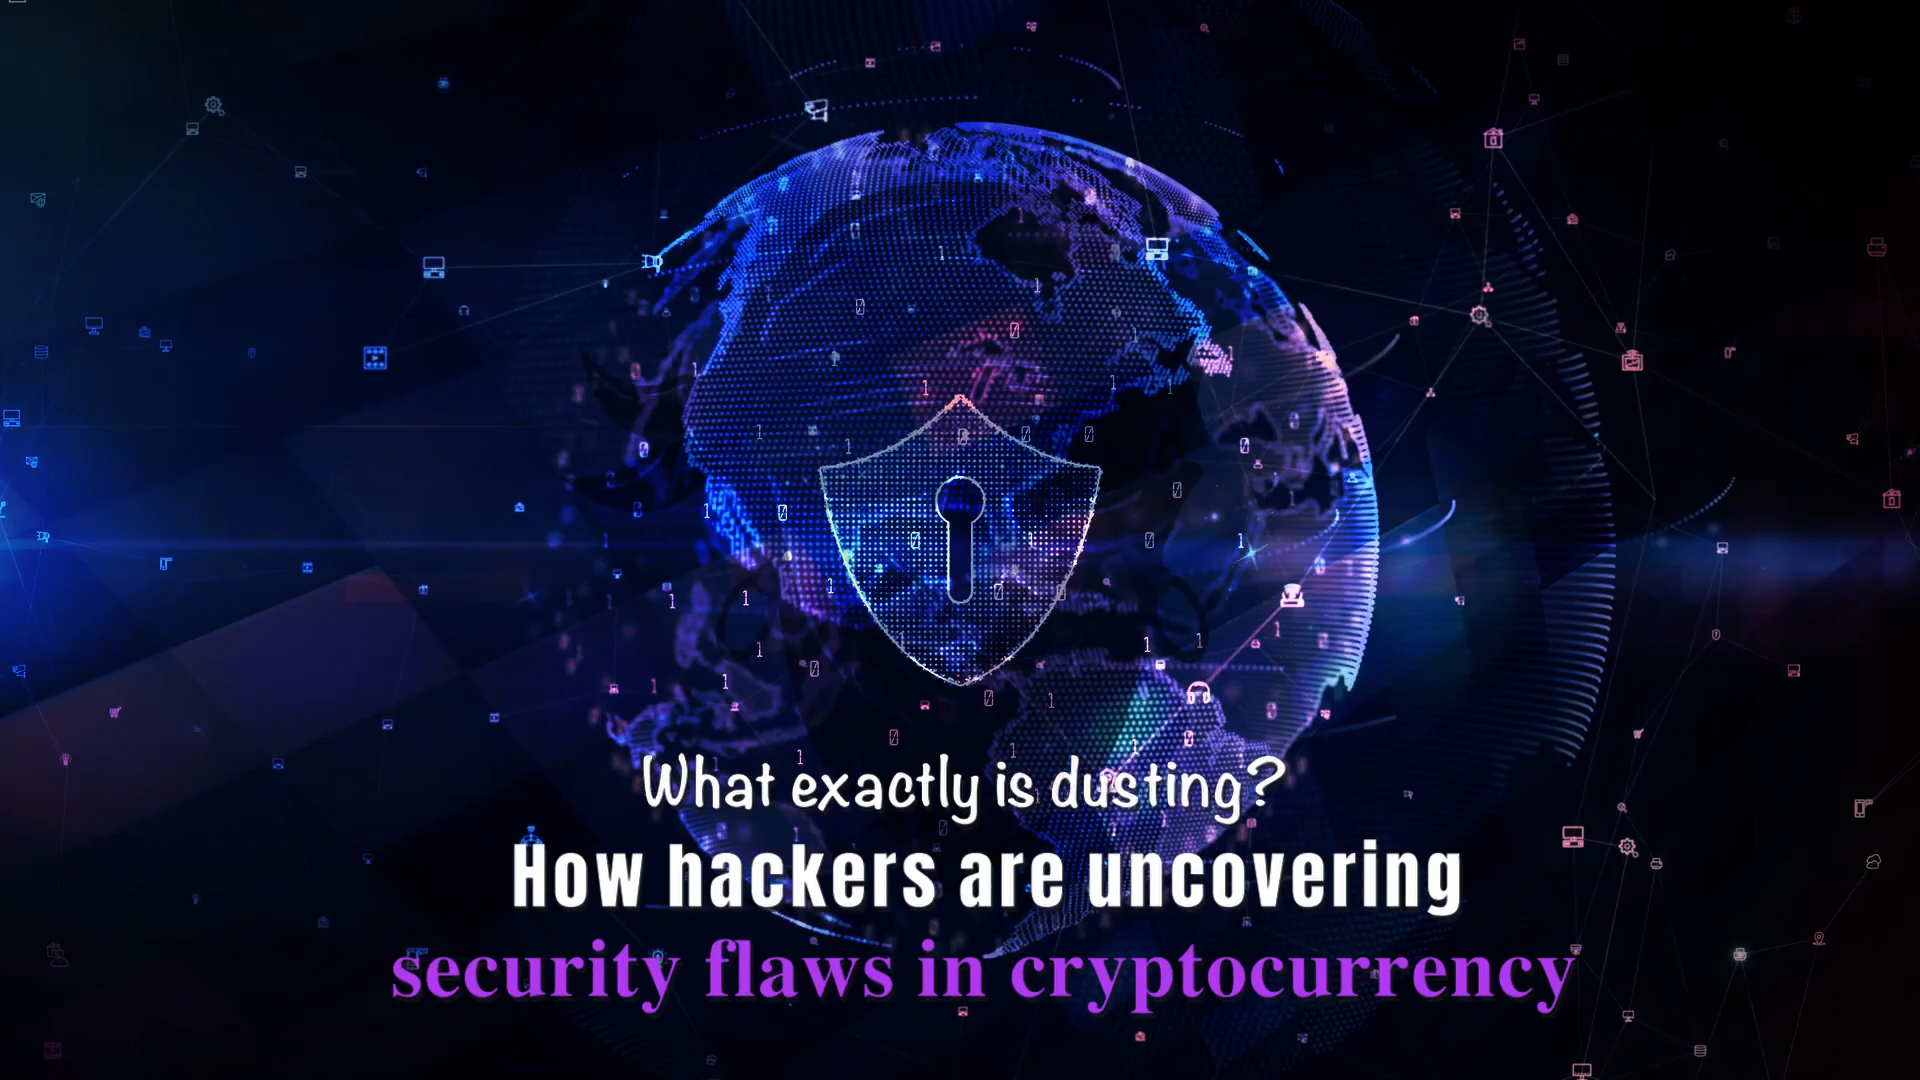 What exactly is dusting?
How hackers are uncovering
security flaws in cryptocurrency